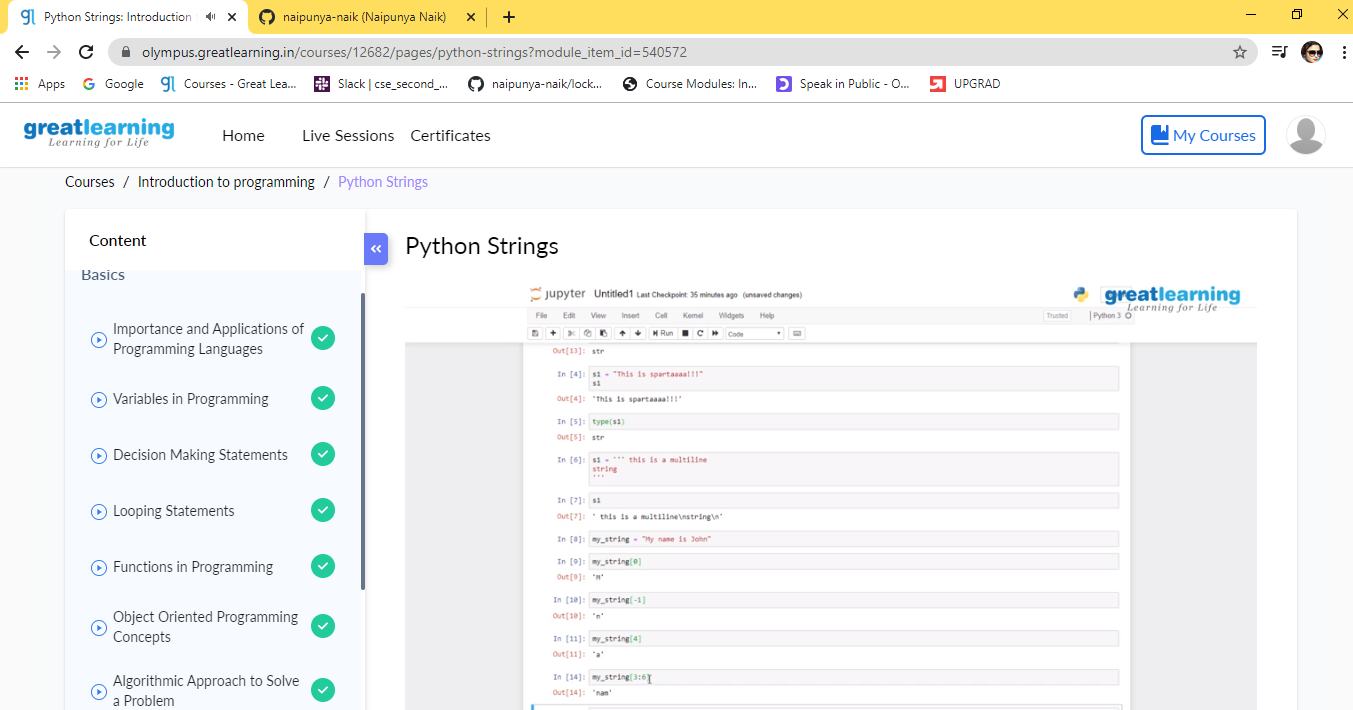 Python Strings: Introduction
naipunya-naik (Naipunya Naik)
olympus.greatlearning.in/courses/12682/pages/python-strings?module_item_id=540572
Apps
Google
Courses - Great Lea...
Slack | cse_second_...
naipunya-naik/lock...
Course Modules: In...
Speak in Public - O...
UPGRAD
greatlearning
Learning for Life
Home
Live Sessions
Certificates
My Courses
Courses / Introduction to programming / Python Strings
Content
Basics
Importance and Applications of
Programming Languages
Variables in Programming
Decision Making Statements
Looping Statements
Functions in Programming
Object Oriented Programming
Concepts
Algorithmic Approach to Solve
a Problem
Python Strings
jupyter Untitled1 Last Checkpoint: 35 minutes ago (unsaved changes)
greatlearning
Learning for Life
File Edit View Insert Cell Kernel Widgets Help
Trusted | Python 3
Run Code
Out[13]: str
In [4]: s1 = "This is spartaaaa!!!"
s1
Out[4]: 'This is spartaaaa!!!'
In [5]: type(s1)
Out[5]: str
In [6]: s1 = ''' this is a multiline
string
'''
In [7]: s1
Out[7]: ' this is a multiline\nstring\n'
In [8]: my_string = "My name is John"
In [9]: my_string[0]
Out[9]: 'M'
In [10]: my_string[-1]
Out[10]: 'n'
In [11]: my_string[4]
Out[11]: 'a'
In [14]: my_string[3:6]
Out[14]: 'nam'